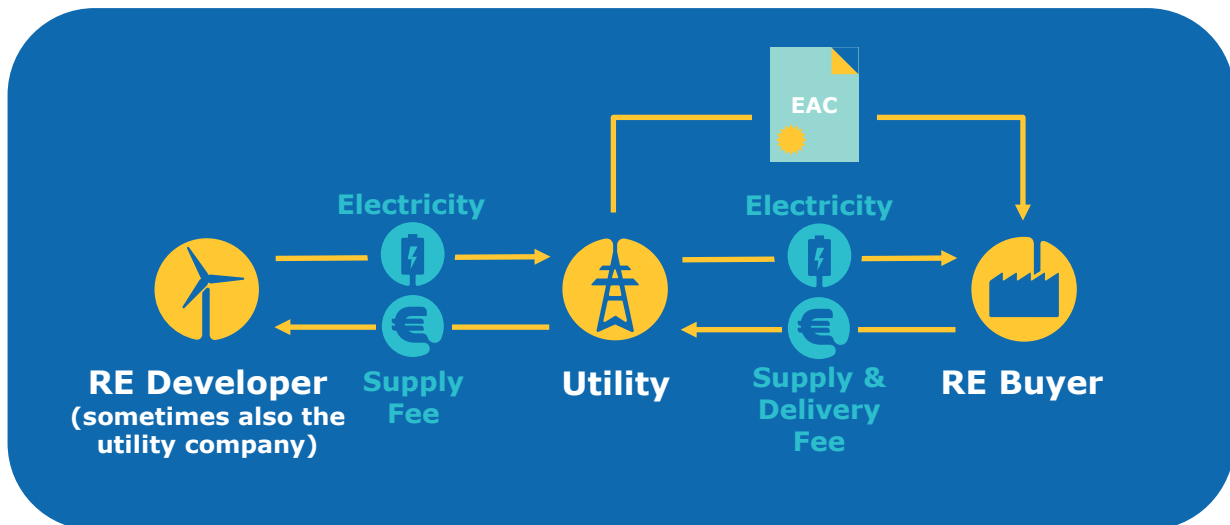 EAC
Electricity
Electricity
RE Developer
(sometimes also the
utility company)
Supply
Fee
Utility
Supply &
Delivery
Fee
RE Buyer